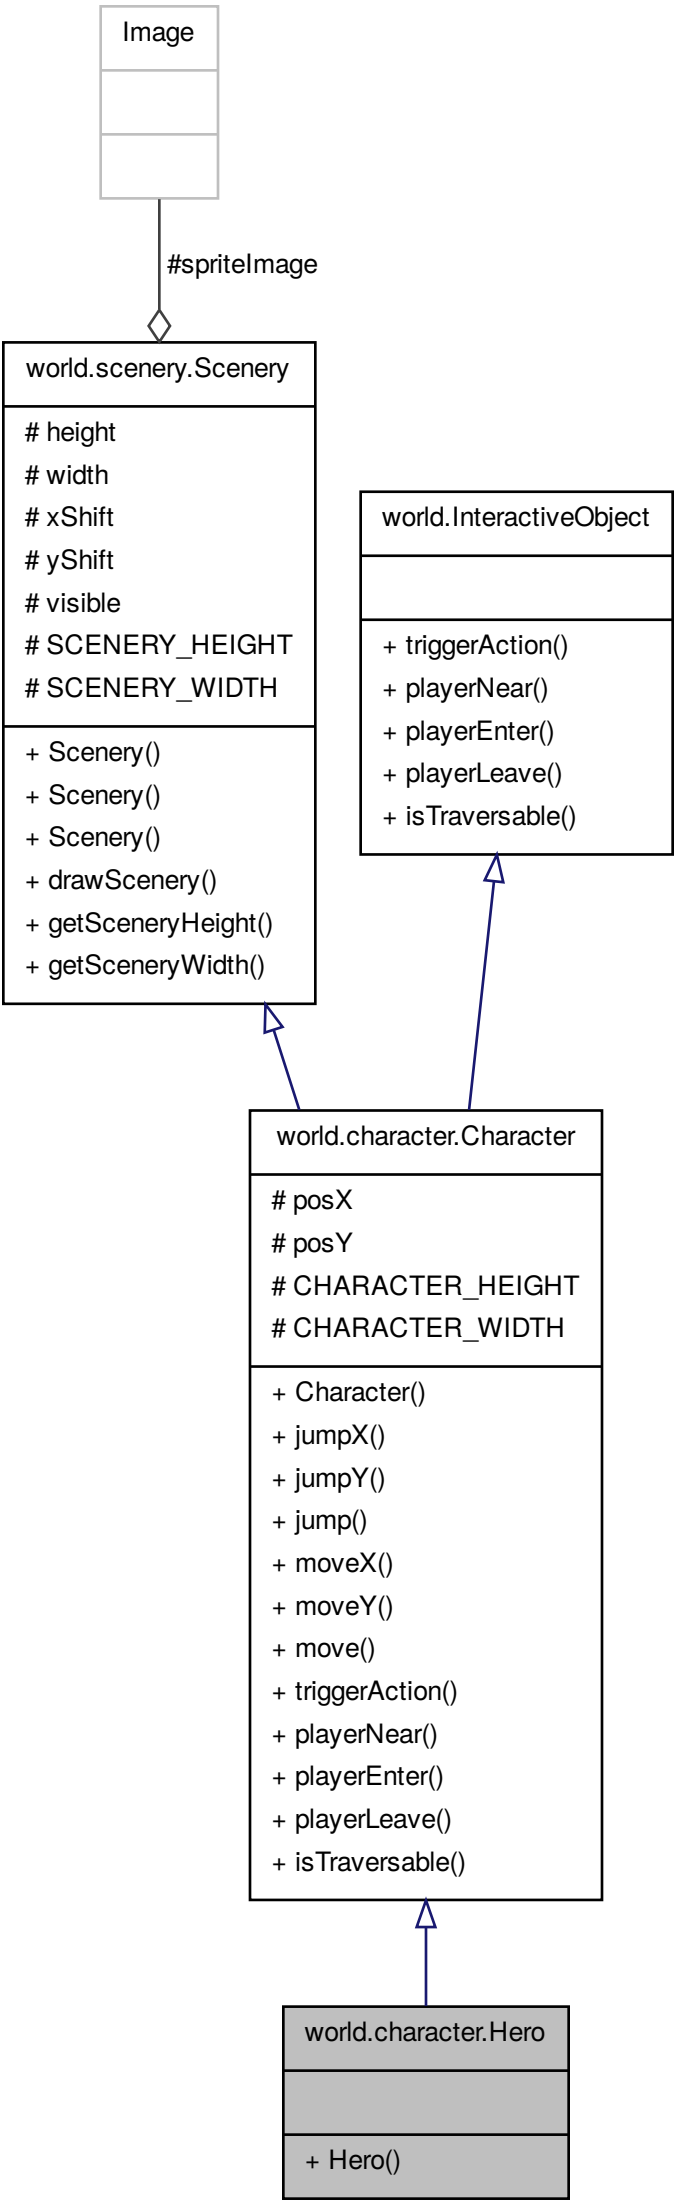 Image
#spriteImage
world.scenery.Scenery
# height
# width
# xShift
# yShift
# visible
# SCENERY_HEIGHT
# SCENERY_WIDTH
+ Scenery()
+ Scenery()
+ Scenery()
+ drawScenery()
+ getSceneryHeight()
+ getSceneryWidth()
world.InteractiveObject
+ triggerAction()
+ playerNear()
+ playerEnter()
+ playerLeave()
+ isTraversable()
world.character.Character
# posX
# posY
# CHARACTER_HEIGHT
# CHARACTER_WIDTH
+ Character()
+ jumpX()
+ jumpY()
+ jump()
+ moveX()
+ moveY()
+ move()
+ triggerAction()
+ playerNear()
+ playerEnter()
+ playerLeave()
+ isTraversable()
world.character.Hero
+ Hero()